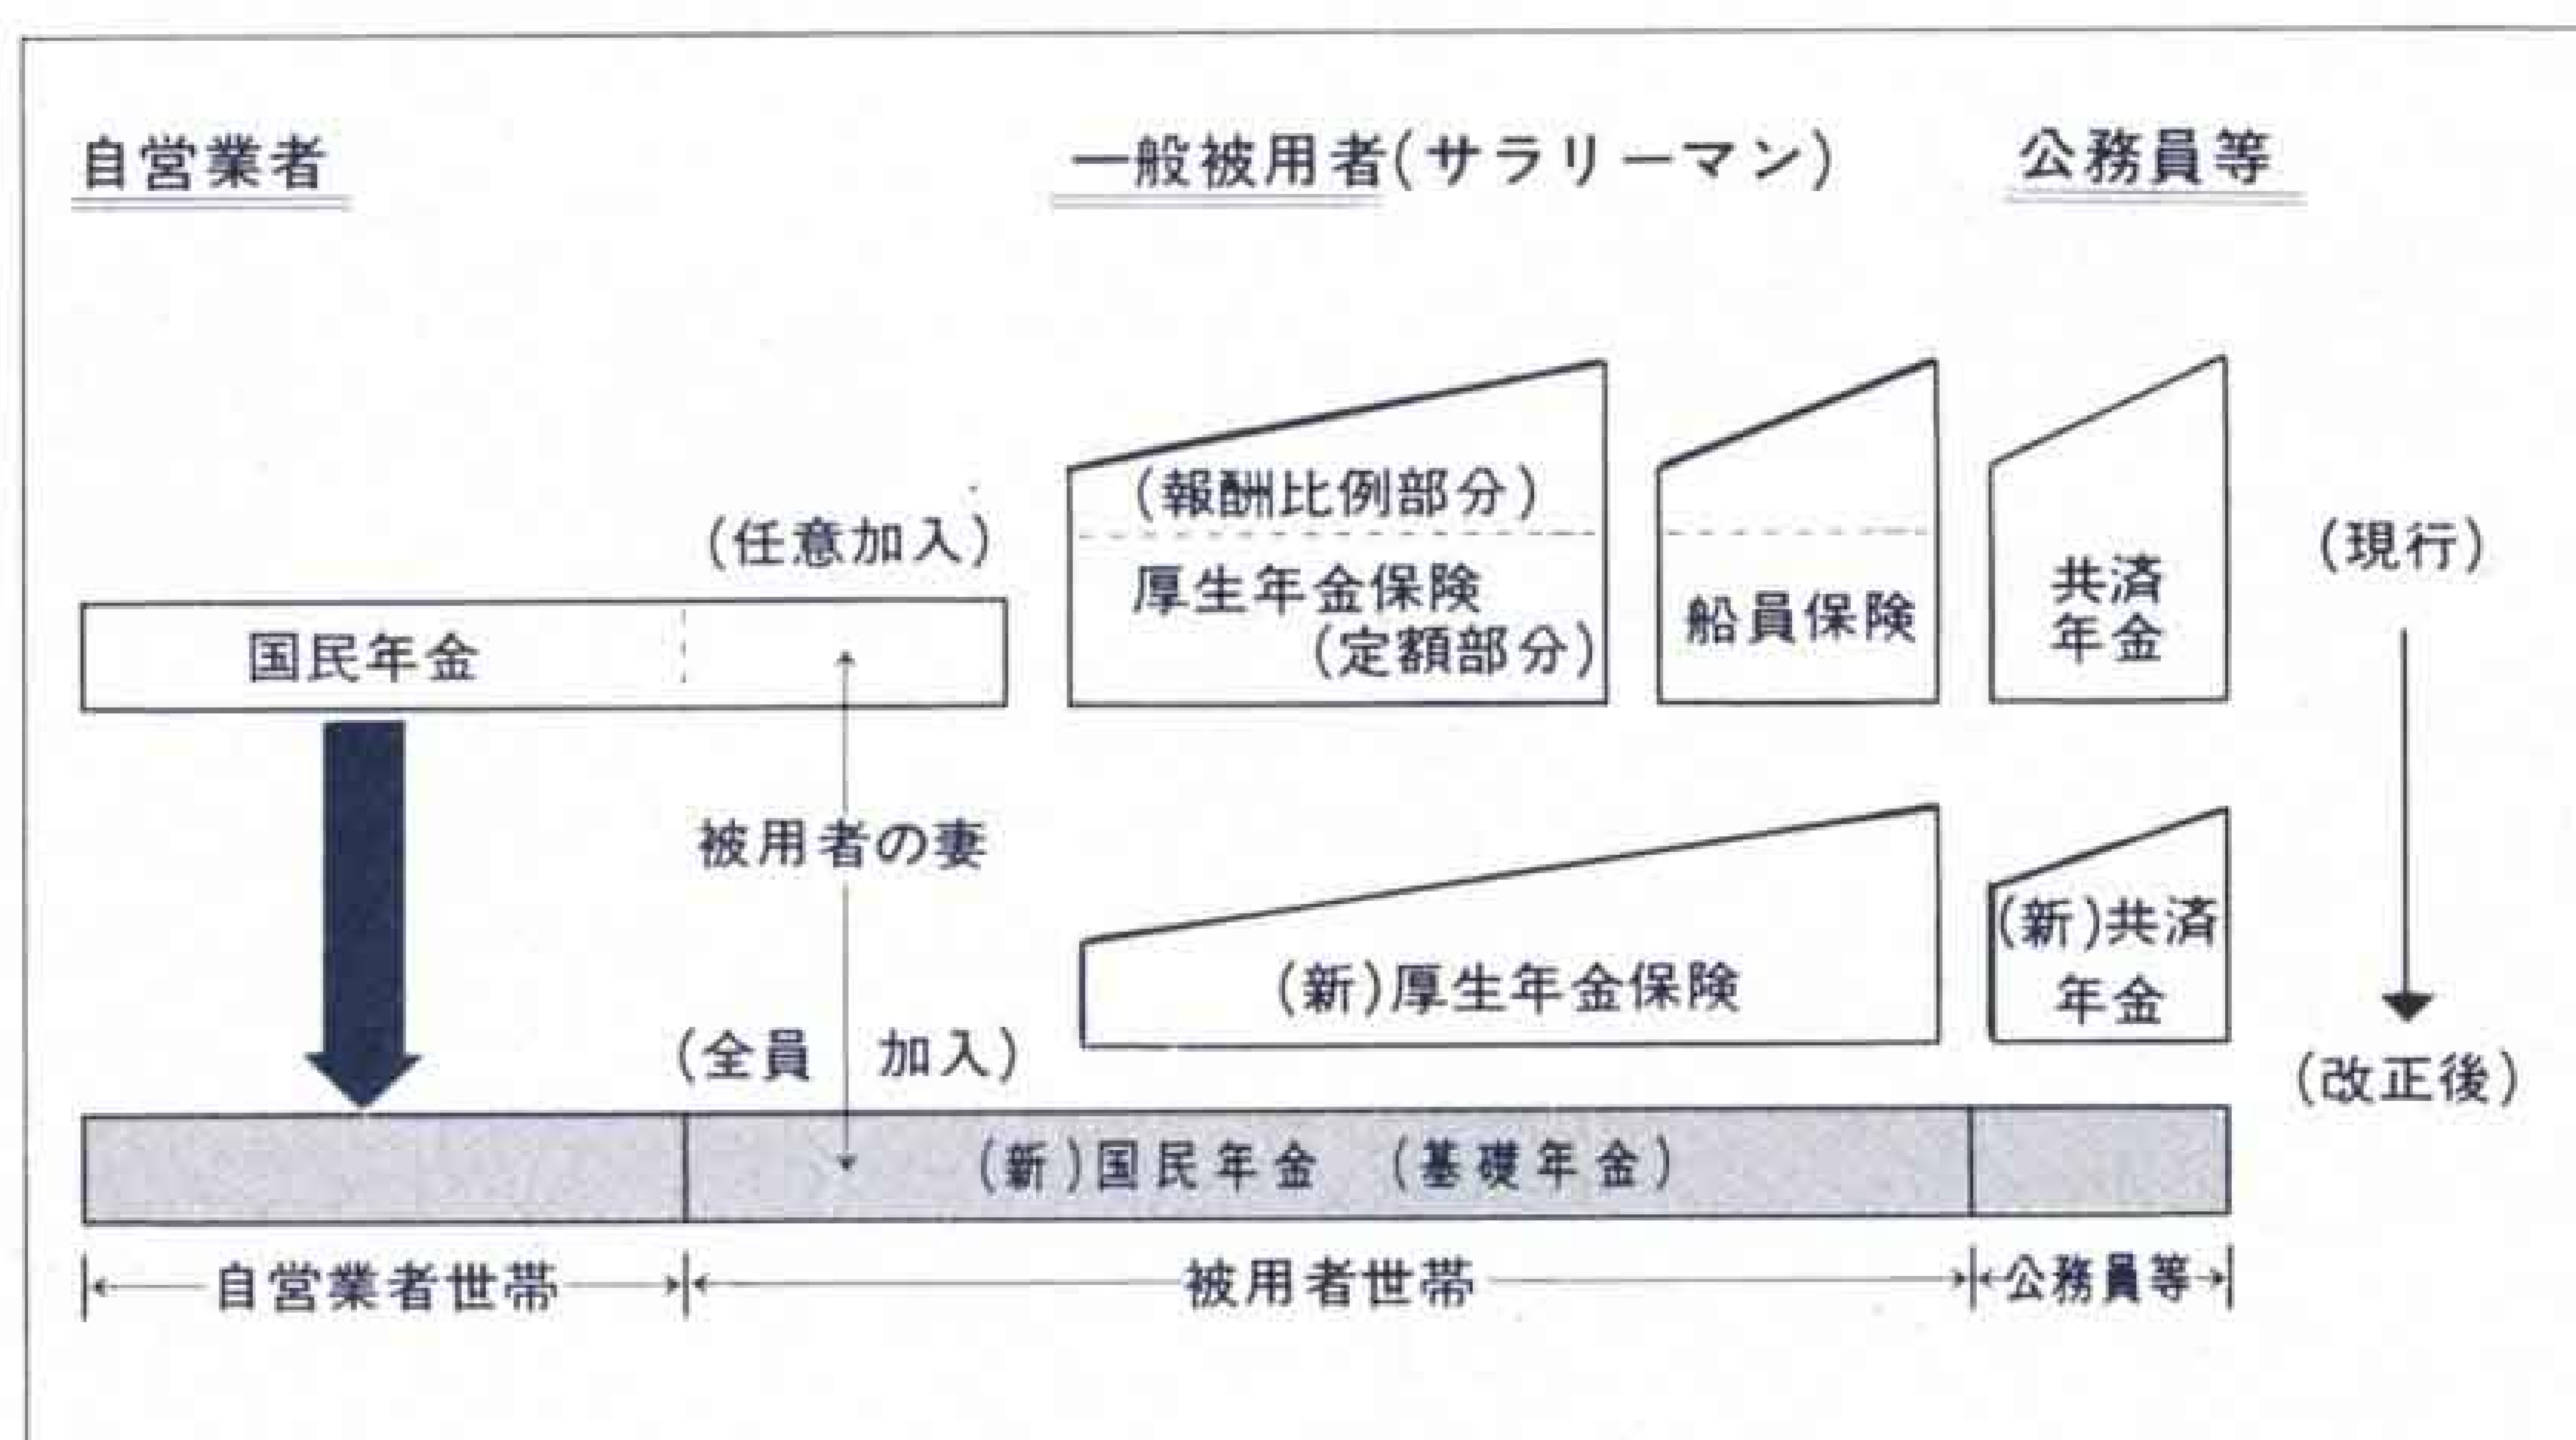 自営業者
一般被用者(サラリーマン)
公務員等
(任意加入)
国民年金
(報酬比例部分)
厚生年金保険
(定額部分)
船員保険
共済
年金
(現行)
被用者の妻
(全員 加入)
(新)厚生年金保険
(新)共済
年金
(改正後)
(新)国民年金 (基礎年金)
自営業者世帯
被用者世帯
公務員等